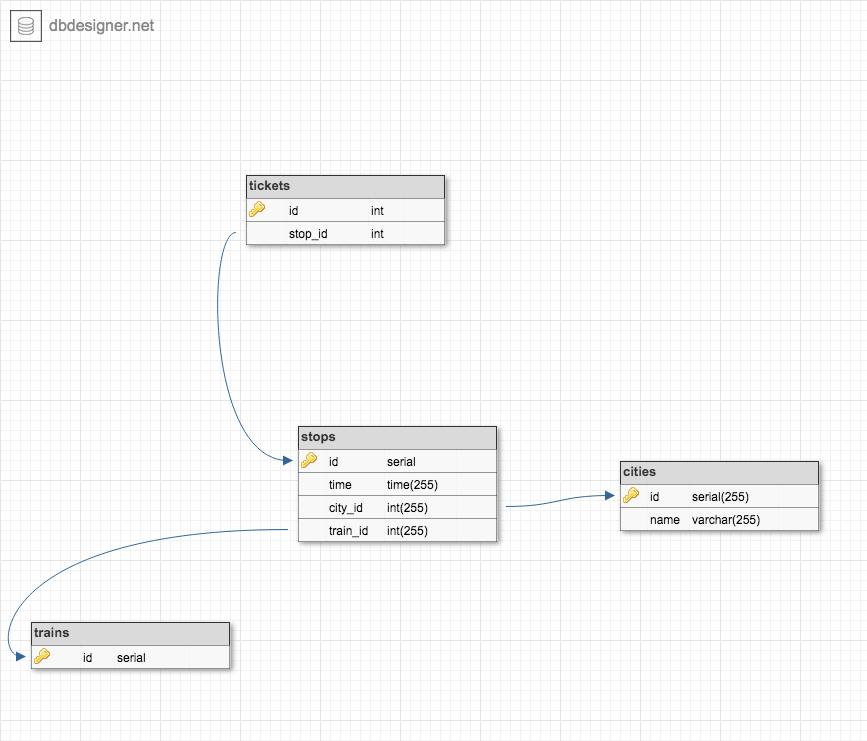 dbdesigner.net
tickets
id int
stop_id int
stops
id serial
time time(255)
city_id int(255)
train_id int(255)
cities
id serial(255)
name varchar(255)
trains
id serial